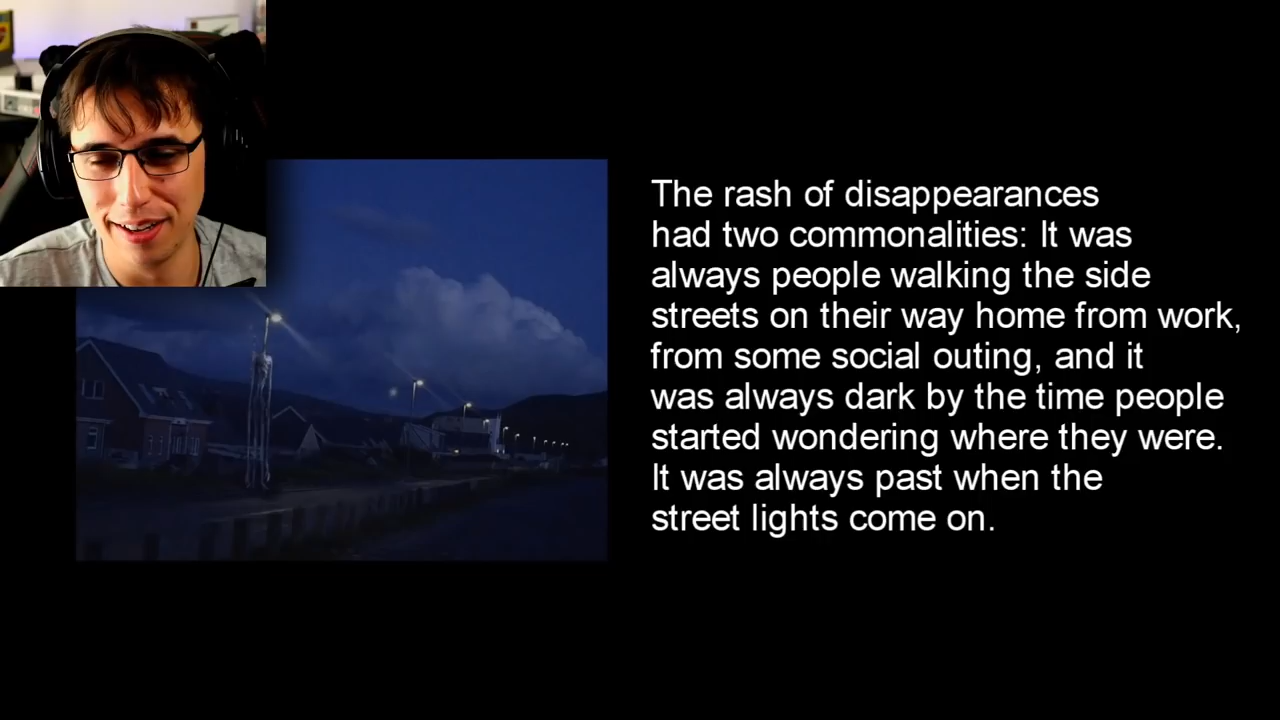 The rash of disappearances
had two commonalities: It was
always people walking the side
streets on their way home from work,
from some social outing, and it
was always dark by the time people
started wondering where they were.
It was always past when the
street lights come on.